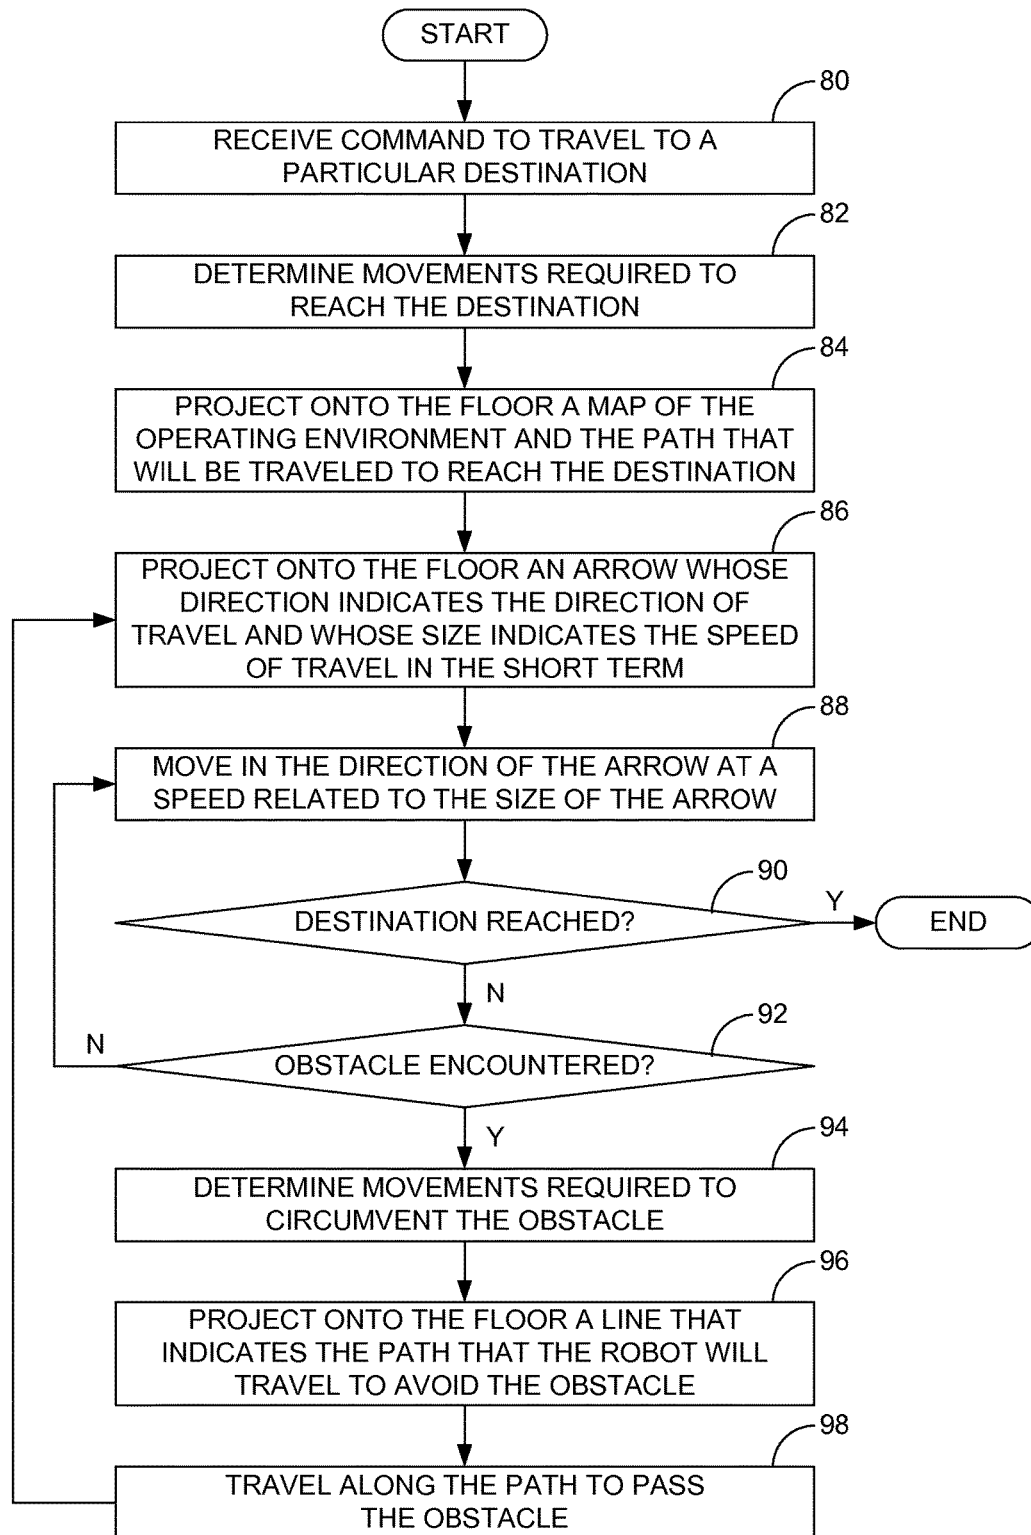 START
80
RECEIVE COMMAND TO TRAVEL TO A
PARTICULAR DESTINATION
82
DETERMINE MOVEMENTS REQUIRED TO
REACH THE DESTINATION
84
PROJECT ONTO THE FLOOR A MAP OF THE
OPERATING ENVIRONMENT AND THE PATH THAT
WILL BE TRAVELED TO REACH THE DESTINATION
86
PROJECT ONTO THE FLOOR AN ARROW WHOSE
DIRECTION INDICATES THE DIRECTION OF
TRAVEL AND WHOSE SIZE INDICATES THE SPEED
OF TRAVEL IN THE SHORT TERM
88
MOVE IN THE DIRECTION OF THE ARROW AT A
SPEED RELATED TO THE SIZE OF THE ARROW
90
DESTINATION REACHED?
Y
END
N
92
OBSTACLE ENCOUNTERED?
N
Y
94
DETERMINE MOVEMENTS REQUIRED TO
CIRCUMVENT THE OBSTACLE
96
PROJECT ONTO THE FLOOR A LINE THAT
INDICATES THE PATH THAT THE ROBOT WILL
TRAVEL TO AVOID THE OBSTACLE
98
TRAVEL ALONG THE PATH TO PASS
THE OBSTACLE